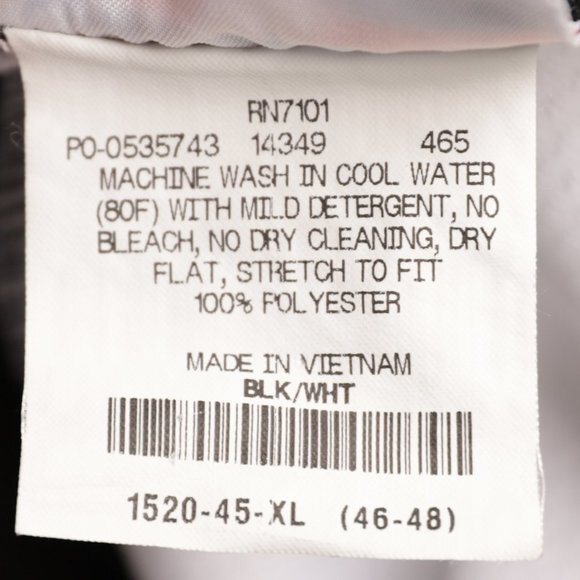 RN7101
PO-0535743 14349 465
MACHINE WASH IN COOL WATER
(80F) WITH MILD DETERGENT, NO
BLEACH, NO DRY CLEANING, DRY
FLAT, STRETCH TO FIT
100% POLYESTER
MADE IN VIETNAM
BLK/WHT
1520-45-XL (46-48)